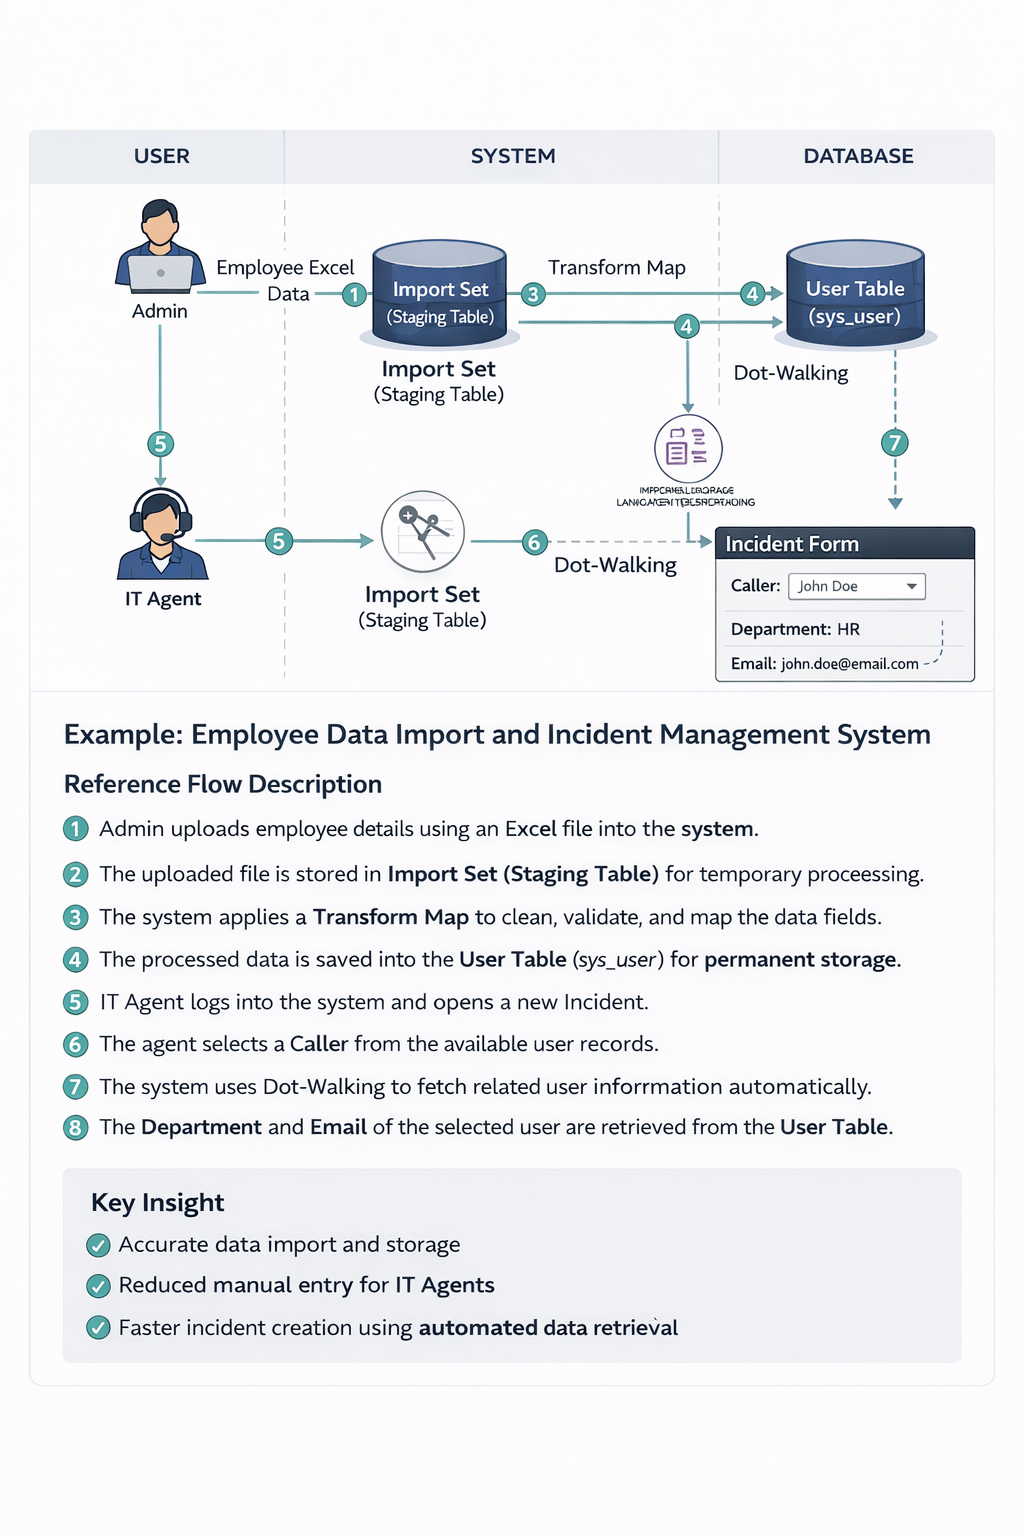 USER
SYSTEM
DATABASE
Employee Excel
Data
1
Admin
Import Set
(Staging Table)
Import Set
(Staging Table)
3
Transform Map
4
4
User Table
(sys_user)
Dot-Walking
5
7
IT Agent
5
Import Set
(Staging Table)
6
Dot-Walking
Incident Form
Caller: John Doe
Department: HR
Email: john.doe@email.com
Example: Employee Data Import and Incident Management System
Reference Flow Description
1 Admin uploads employee details using an Excel file into the system.
2 The uploaded file is stored in Import Set (Staging Table) for temporary proceessing.
3 The system applies a Transform Map to clean, validate, and map the data fields.
4 The processed data is saved into the User Table (sys_user) for permanent storage.
5 IT Agent logs into the system and opens a new Incident.
6 The agent selects a Caller from the available user records.
7 The system uses Dot-Walking to fetch related user inforrmation automatically.
8 The Department and Email of the selected user are retrieved from the User Table.
Key Insight
Accurate data import and storage
Reduced manual entry for IT Agents
Faster incident creation using automated data retrieval